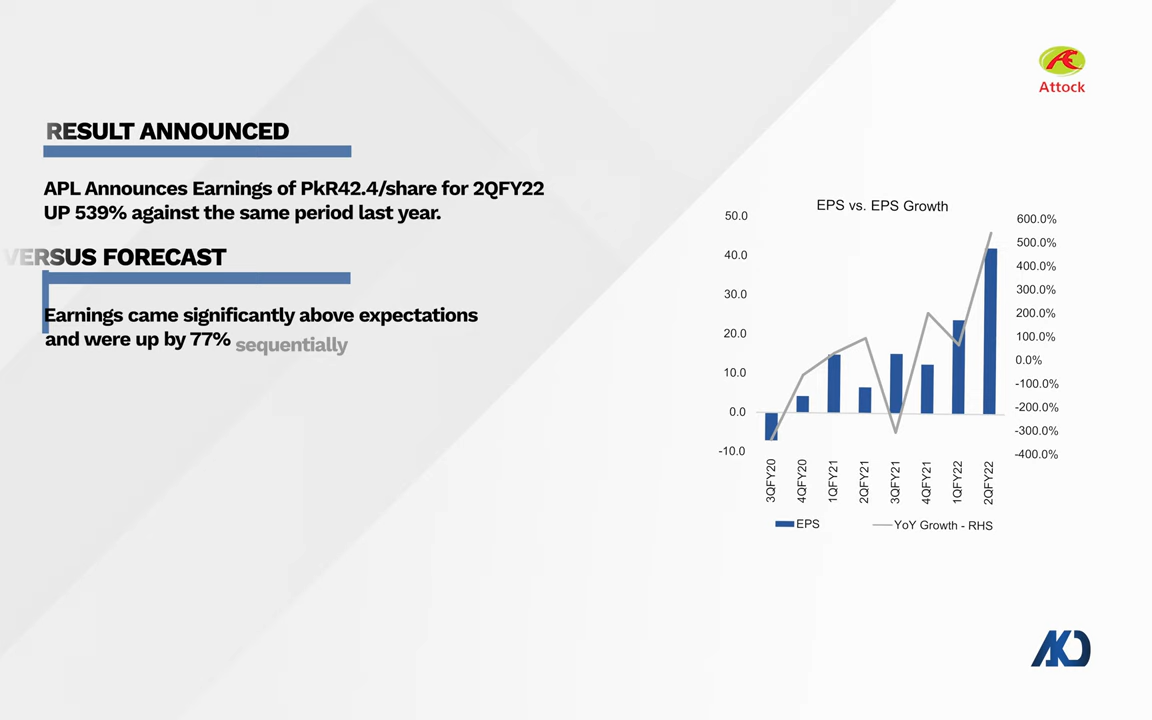 Attock
RESULT ANNOUNCED
APL Announces Earnings of PkR42.4/share for 2QFY22
UP 539% against the same period last year.
VERSUS FORECAST
Earnings came significantly above expectations
and were up by 77% sequentially
EPS vs. EPS Growth
50.0
40.0
30.0
20.0
10.0
0.0
-10.0
600.0%
500.0%
400.0%
300.0%
200.0%
100.0%
0.0%
-100.0%
-200.0%
-300.0%
-400.0%
3QFY20
4QFY20
1QFY21
2QFY21
3QFY21
4QFY21
1QFY22
2QFY22
EPS
YoY Growth - RHS
AKD